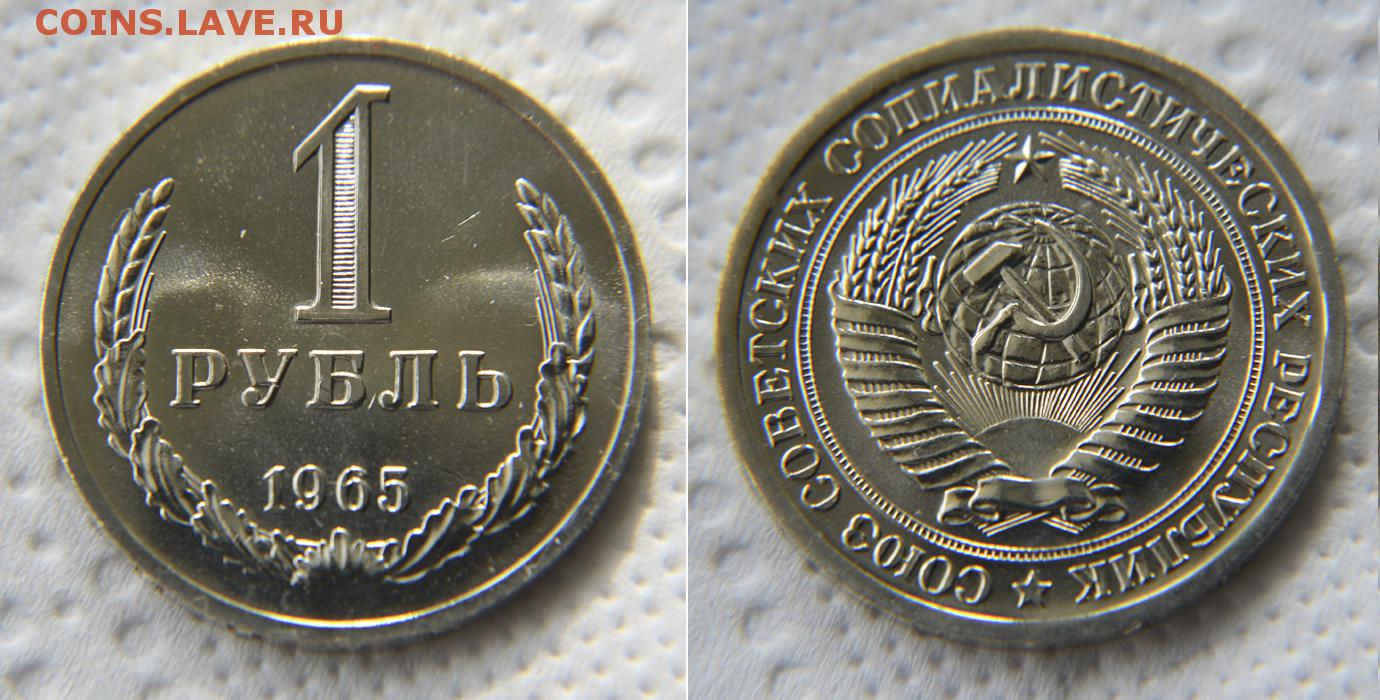 COINS.LAVE.RU
1
РУБЛЬ
1965
СОЮЗ СОВЕТСКИХ СОЦИАЛИСТИЧЕСКИХ РЕСПУБЛИК